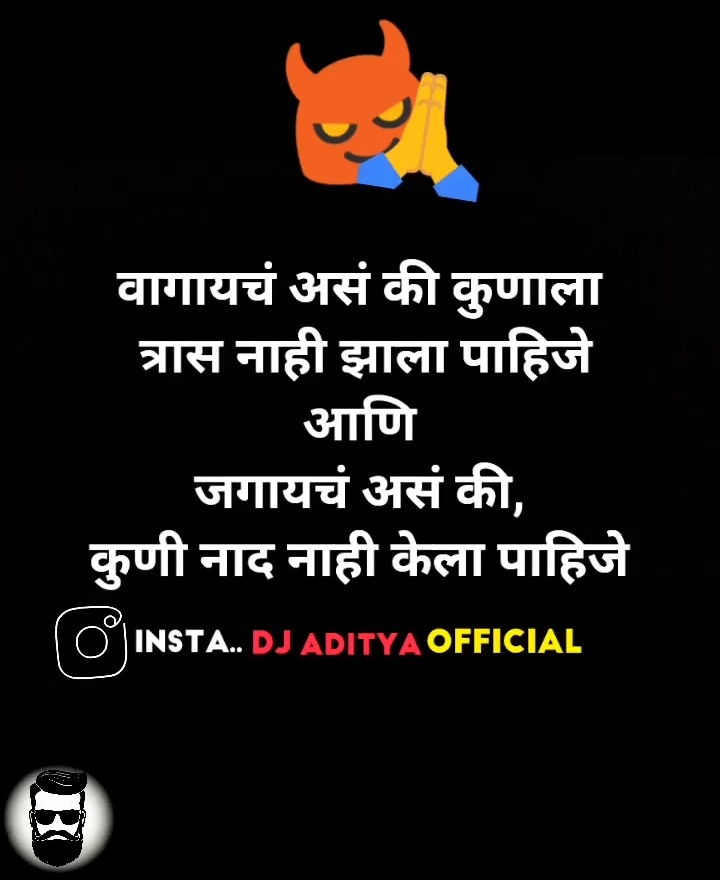 वागायचं असं की कुणाला
त्रास नाही झाला पाहिजे
आणि
जगायचं असं की,
कुणी नाद नाही केला पाहिजे
INSTA.. DJ ADITYA OFFICIAL